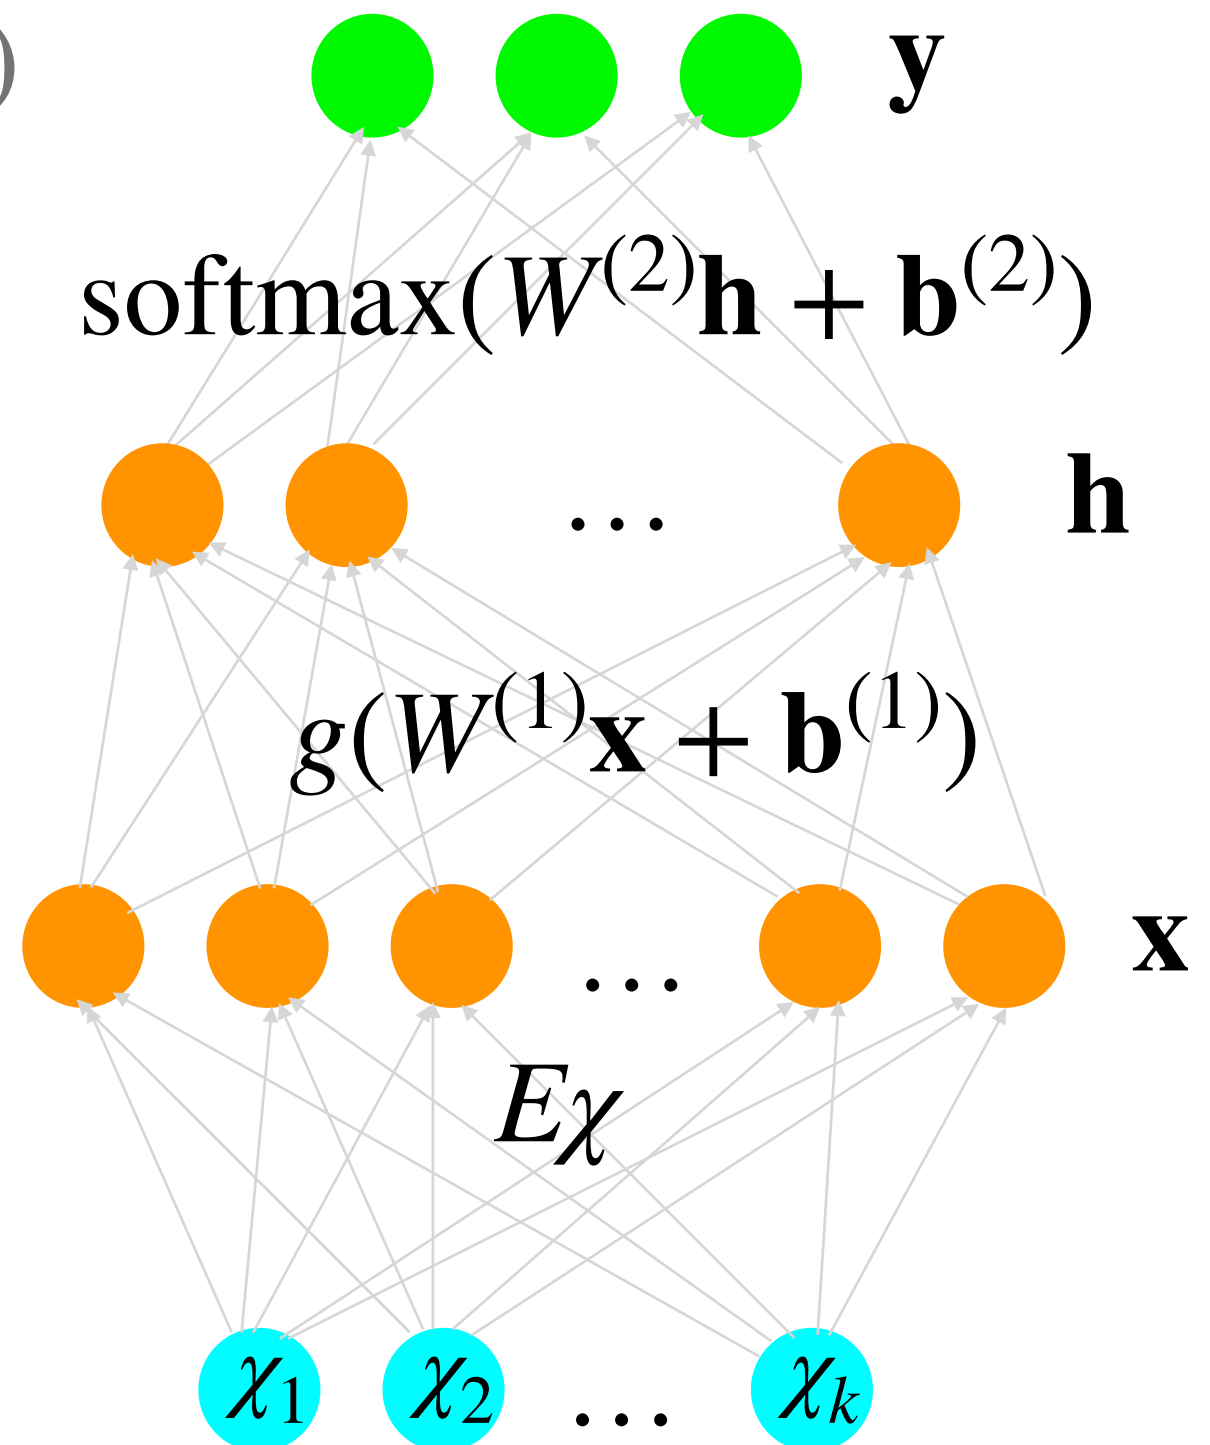 ) y
softmax(W^(2)h + b^(2))
… h
g(W^(1)x + b^(1))
… x
Eχ
χ₁ χ₂ … χₖ